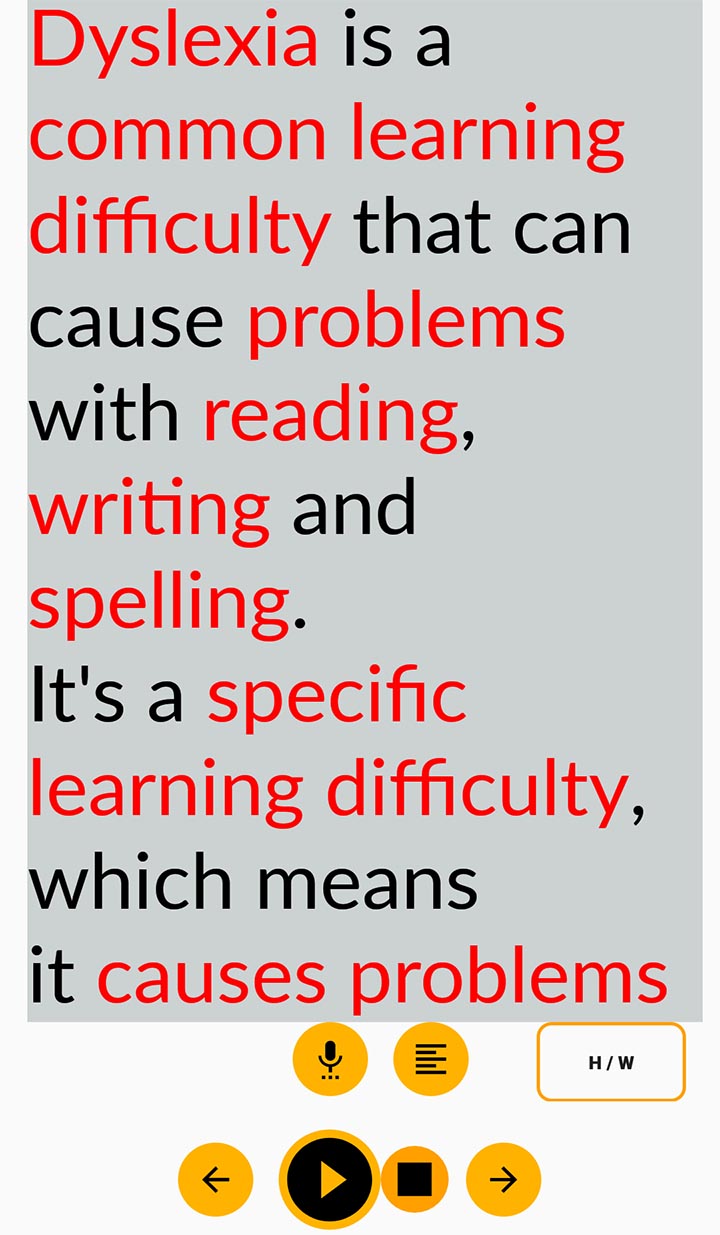 Dyslexia is a
common learning
difficulty that can
cause problems
with reading,
writing and
spelling.
It's a specific
learning difficulty,
which means
it causes problems
H / W